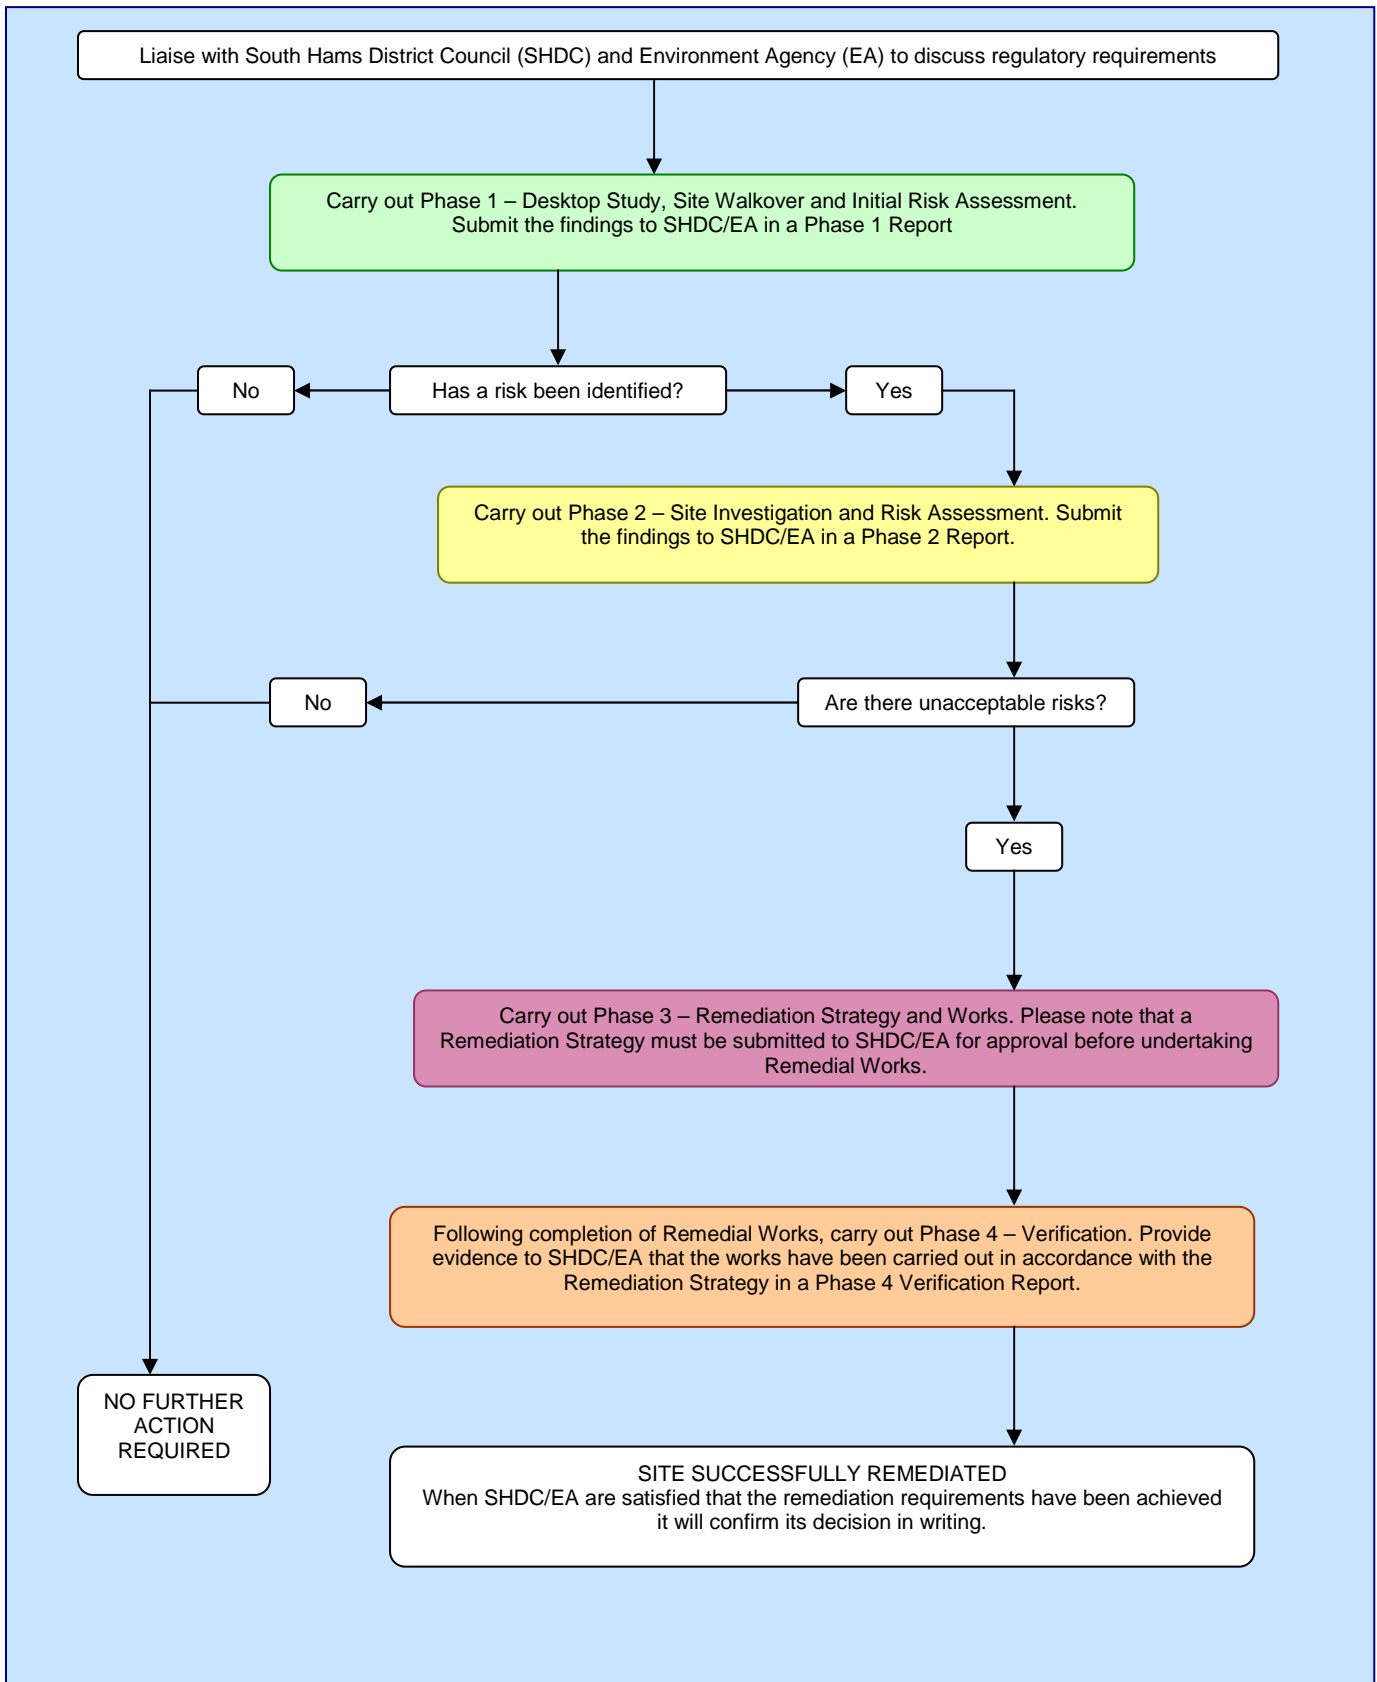 Liaise with South Hams District Council (SHDC) and Environment Agency (EA) to discuss regulatory requirements
Carry out Phase 1 – Desktop Study, Site Walkover and Initial Risk Assessment.
Submit the findings to SHDC/EA in a Phase 1 Report
No
Has a risk been identified?
Yes
Carry out Phase 2 – Site Investigation and Risk Assessment. Submit
the findings to SHDC/EA in a Phase 2 Report.
No
Are there unacceptable risks?
Yes
Carry out Phase 3 – Remediation Strategy and Works. Please note that a
Remediation Strategy must be submitted to SHDC/EA for approval before undertaking
Remedial Works.
Following completion of Remedial Works, carry out Phase 4 – Verification. Provide
evidence to SHDC/EA that the works have been carried out in accordance with the
Remediation Strategy in a Phase 4 Verification Report.
NO FURTHER
ACTION
REQUIRED
SITE SUCCESSFULLY REMEDIATED
When SHDC/EA are satisfied that the remediation requirements have been achieved
it will confirm its decision in writing.